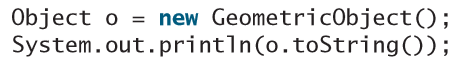 Object o = new GeometricObject();
System.out.println(o.toString());